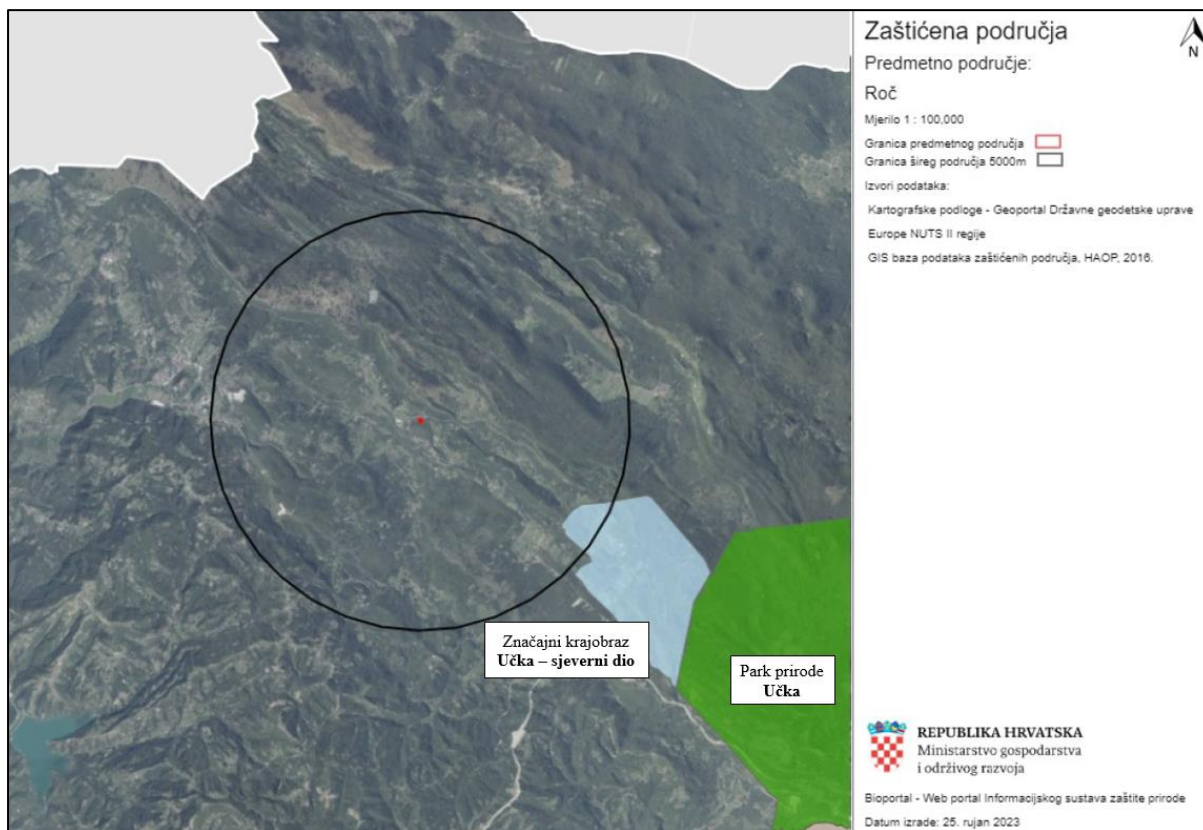 Zaštićena područja
N
Predmetno područje:
Roč
Mjerilo 1 : 100,000
Granica predmetnog područja
Granica šireg područja 5000m
Izvori podataka:
Kartografske podloge - Geoportal Državne geodetske uprave
Europe NUTS II regije
GIS baza podataka zaštićenih područja, HAOP, 2016.
Značajni krajobraz
Učka – sjeverni dio
Park prirode
Učka
REPUBLIKA HRVATSKA
Ministarstvo gospodarstva
i održivog razvoja
Bioportal - Web portal Informacijskog sustava zaštite prirode
Datum izrade: 25. rujan 2023